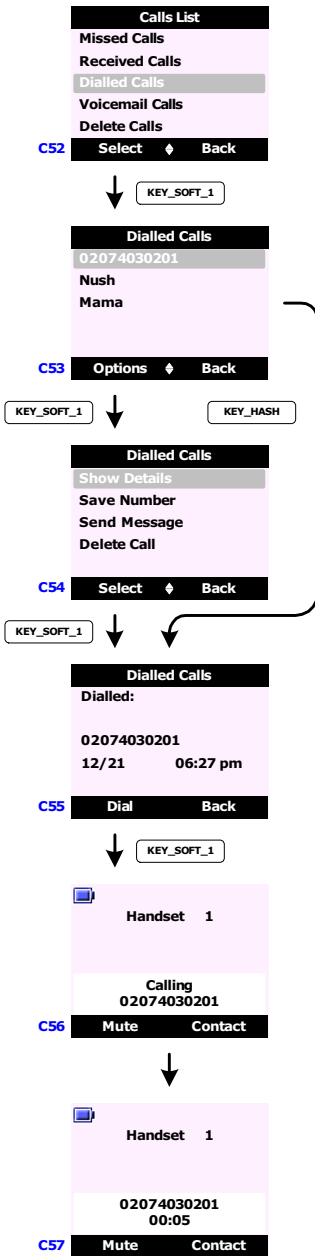 Calls List
Missed Calls
Received Calls
Dialled Calls
Voicemail Calls
Delete Calls
C52 Select Back
KEY_SOFT_1
Dialled Calls
02074030201
Nush
Mama
C53 Options Back
KEY_SOFT_1 KEY_HASH
Dialled Calls
Show Details
Save Number
Send Message
Delete Call
C54 Select Back
KEY_SOFT_1
Dialled Calls
Dialled:
02074030201
12/21 06:27 pm
C55 Dial Back
KEY_SOFT_1
Handset 1
Calling
02074030201
C56 Mute Contact
Handset 1
02074030201
00:05
C57 Mute Contact